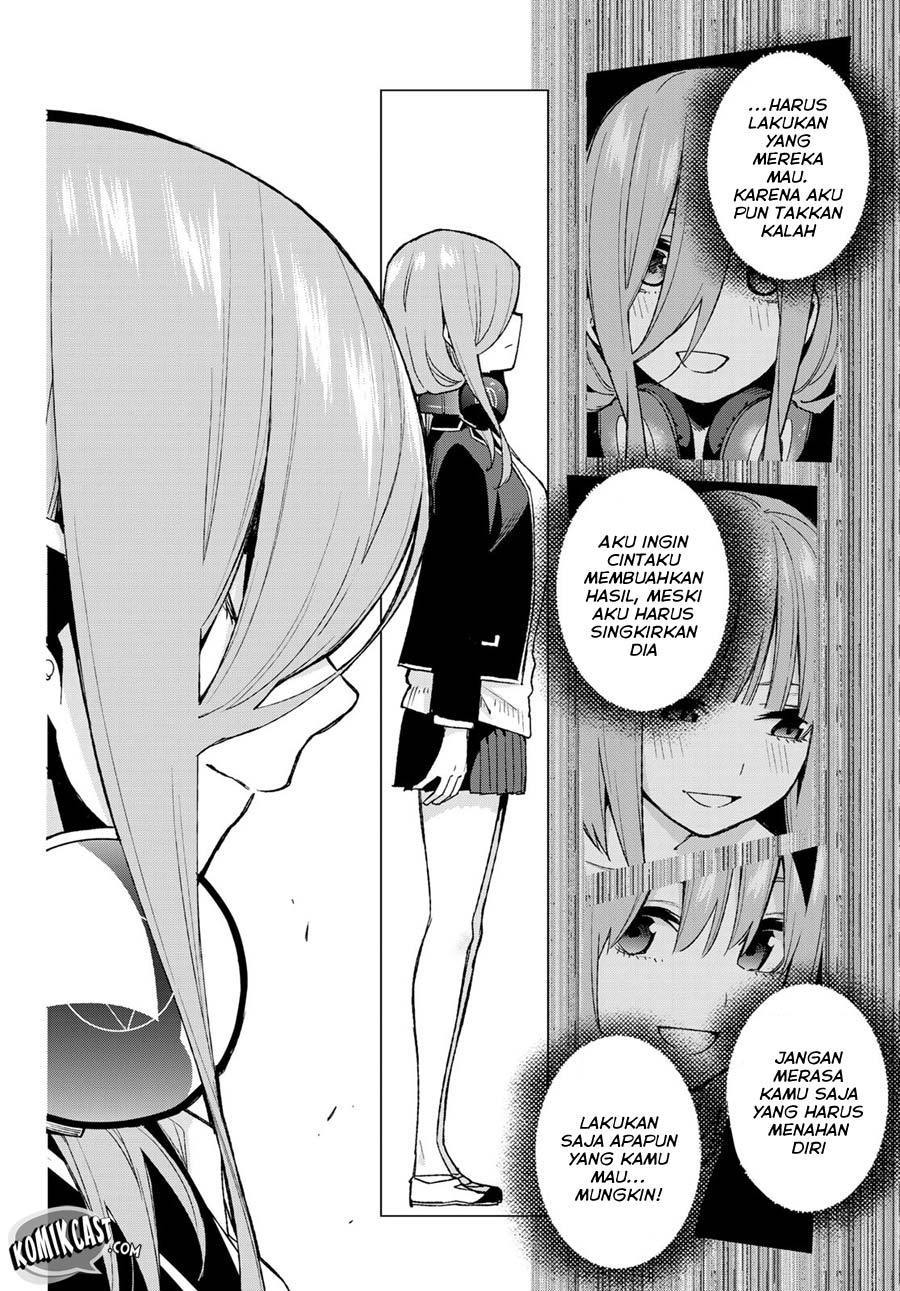 ...HARUS
LAKUKAN
YANG
MEREKA
MAU.
KARENA AKU
PUN TAKKAN
KALAH
AKU INGIN
CINTAKU
MEMBUAHKAN
HASIL, MESKI
AKU HARUS
SINGKIRKAN
DIA
JANGAN
MERASA
KAMU SAJA
YANG HARUS
MENAHAN
DIRI
LAKUKAN
SAJA APAPUN
YANG KAMU
MAU...
MUNGKIN!
KOMIKCAST.COM